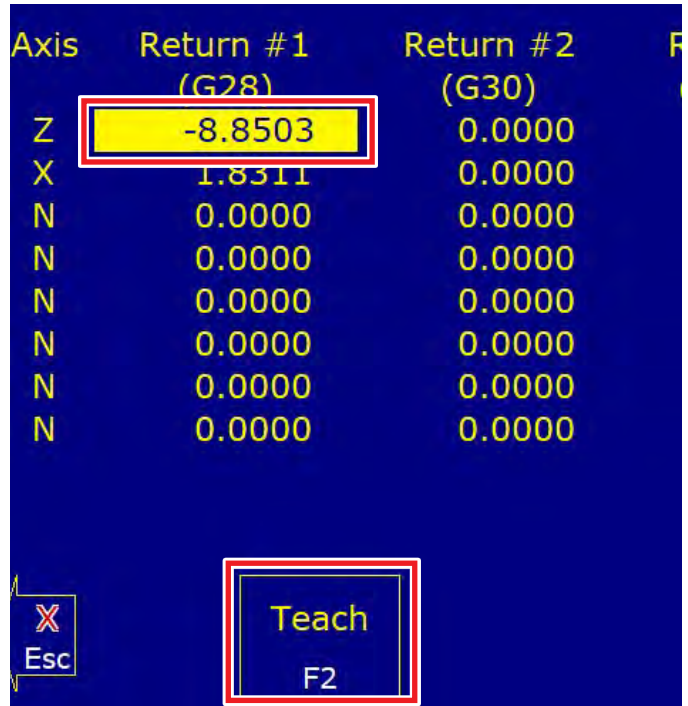 Axis Return #1 Return #2 R
(G28) (G30) (
Z -8.8503 0.0000
X 1.8311 0.0000
N 0.0000 0.0000
N 0.0000 0.0000
N 0.0000 0.0000
N 0.0000 0.0000
N 0.0000 0.0000
N 0.0000 0.0000
X
Esc
Teach
F2